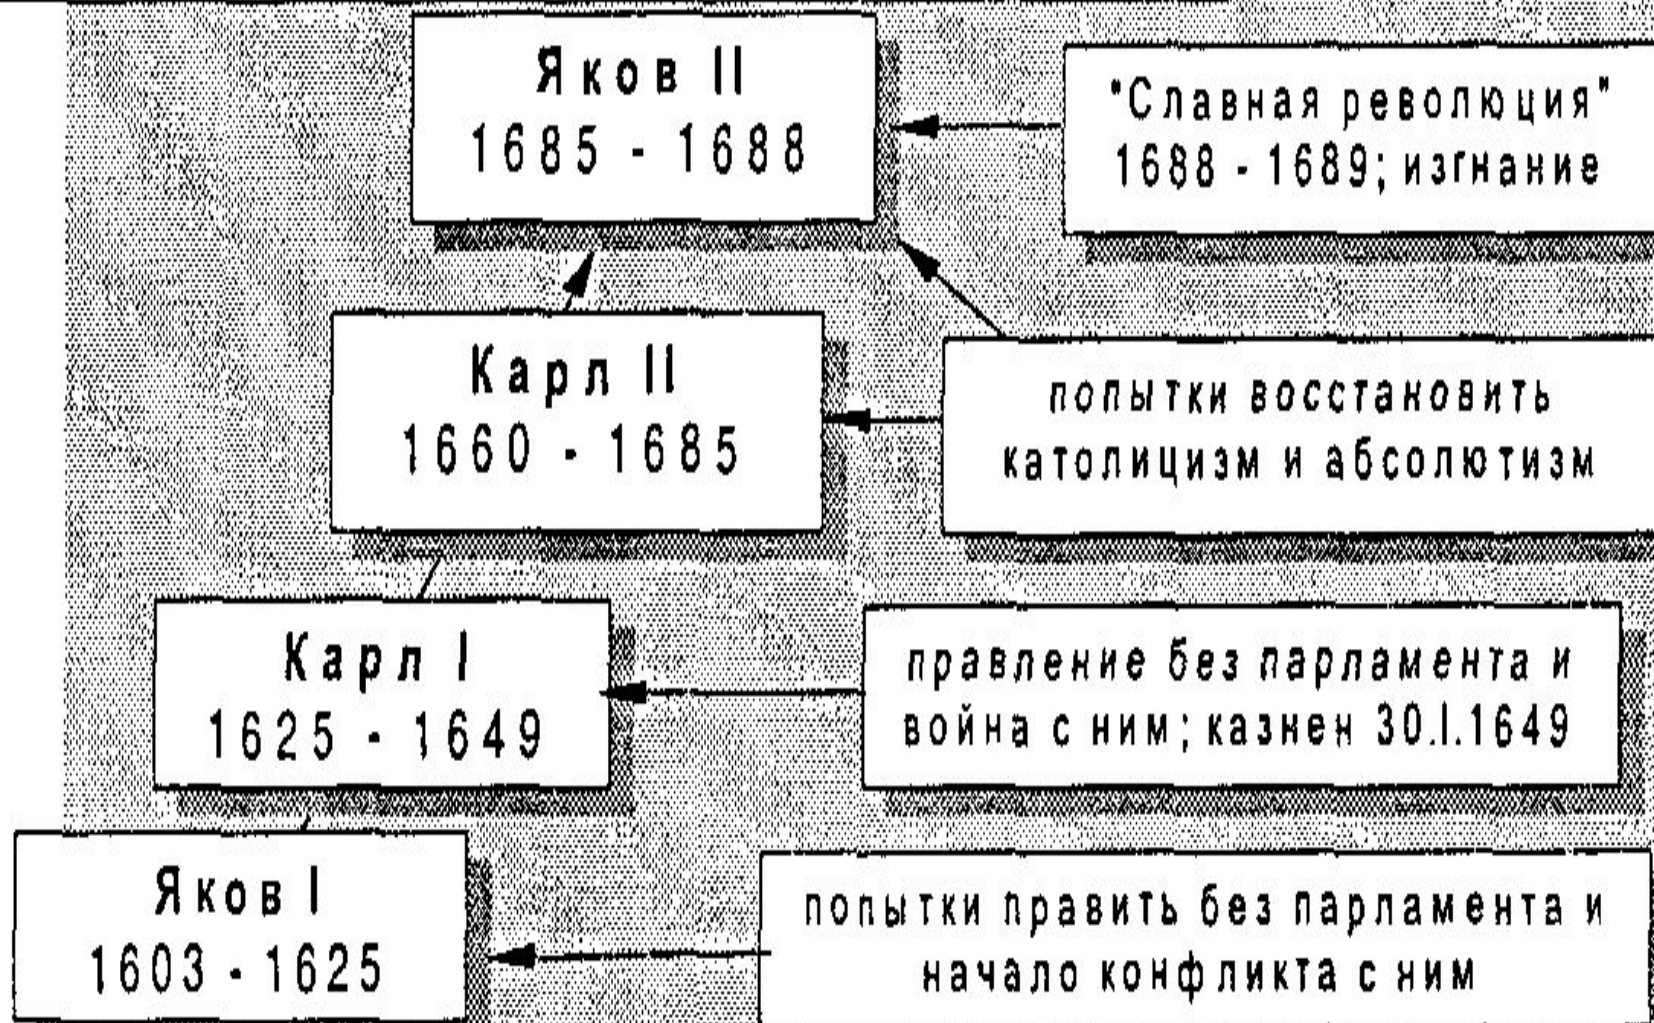 Яков II
1685 - 1688
"Славная революция"
1688 - 1689; изгнание
Карл II
1660 - 1685
попытки восстановить
католицизм и абсолютизм
Карл I
1625 - 1649
правление без парламента и
война с ним; казнен 30.I.1649
Яков I
1603 - 1625
попытки править без парламента и
начало конфликта с ним